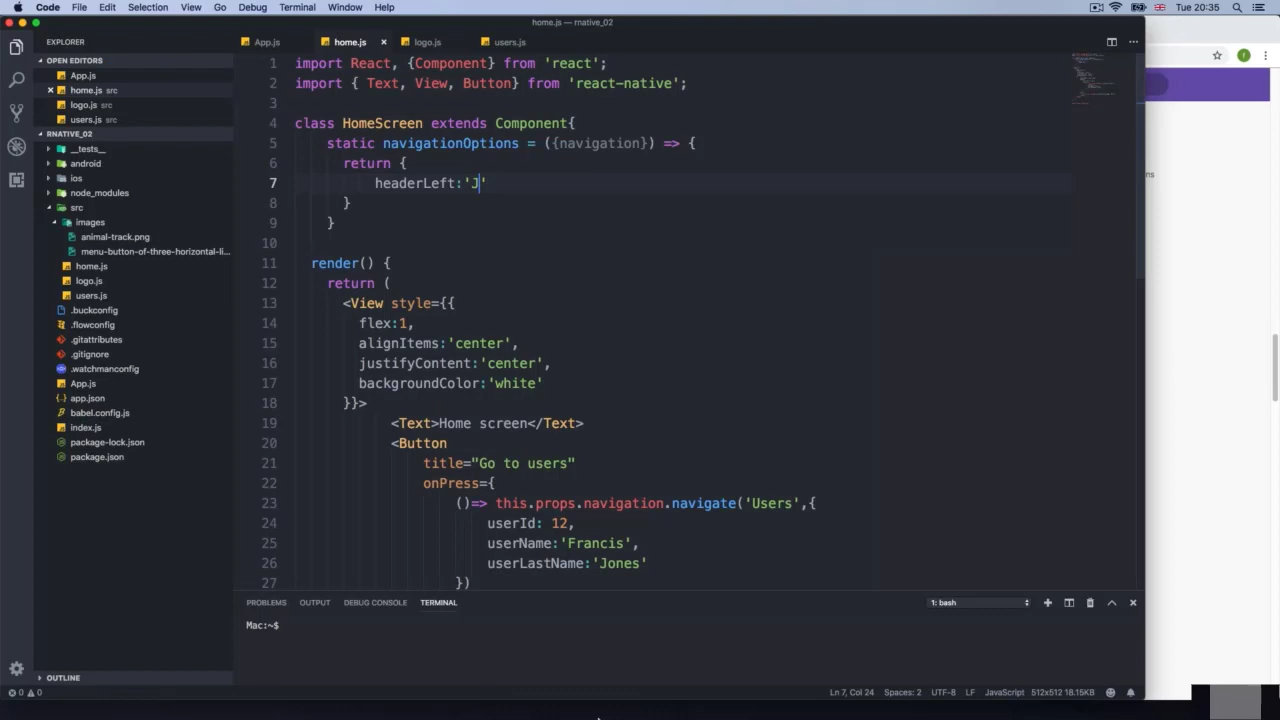 Code File Edit Selection View Go Debug Terminal Window Help
Tue 20:35
home.js — rnative_02
EXPLORER
App.js
home.js
logo.js
users.js
OPEN EDITORS
App.js
home.js src
logo.js src
users.js src
RNATIVE_02
__tests__
android
ios
node_modules
src
images
animal-track.png
menu-button-of-three-horizontal-li...
home.js
logo.js
users.js
.buckconfig
.flowconfig
.gitattributes
.gitignore
.watchmanconfig
App.js
app.json
babel.config.js
index.js
package-lock.json
package.json
OUTLINE
1 import React, {Component} from 'react';
2 import { Text, View, Button} from 'react-native';
3
4 class HomeScreen extends Component{
5 static navigationOptions = ({navigation}) => {
6 return {
7 headerLeft:'J'
8 }
9 }
10
11 render() {
12 return (
13 <View style={{
14 flex:1,
15 alignItems:'center',
16 justifyContent:'center',
17 backgroundColor:'white'
18 }}>
19 <Text>Home screen</Text>
20 <Button
21 title="Go to users"
22 onPress={
23 ()=> this.props.navigation.navigate('Users',{
24 userId: 12,
25 userName:'Francis',
26 userLastName:'Jones'
27 })
PROBLEMS OUTPUT DEBUG CONSOLE TERMINAL
1: bash
Mac:~$
0 0
Ln 7, Col 24 Spaces: 2 UTF-8 LF JavaScript 512x512 18.15KB